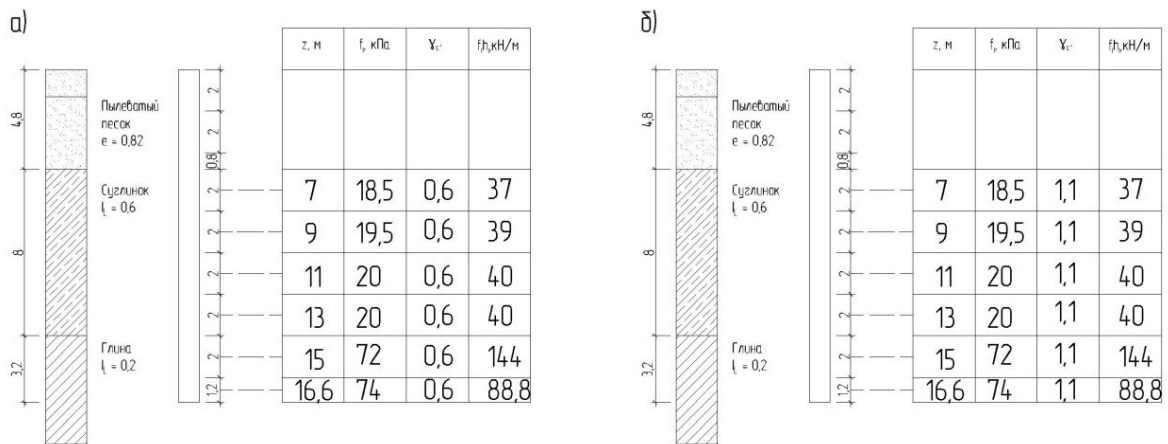 а)
z, м f, кПа γc f,h,кН/м
4,8
Пылеватый
песок
e = 0,82
2
2
0,8
8
Суглинок
I = 0,6
2 7 18,5 0,6 37
2 9 19,5 0,6 39
2 11 20 0,6 40
2 13 20 0,6 40
3,2
Глина
I = 0,2
2 15 72 0,6 144
1,2 16,6 74 0,6 88,8
б)
z, м f, кПа γc f,h,кН/м
4,8
Пылеватый
песок
e = 0,82
2
2
0,8
8
Суглинок
I = 0,6
2 7 18,5 1,1 37
2 9 19,5 1,1 39
2 11 20 1,1 40
2 13 20 1,1 40
3,2
Глина
I = 0,2
2 15 72 1,1 144
1,2 16,6 74 1,1 88,8